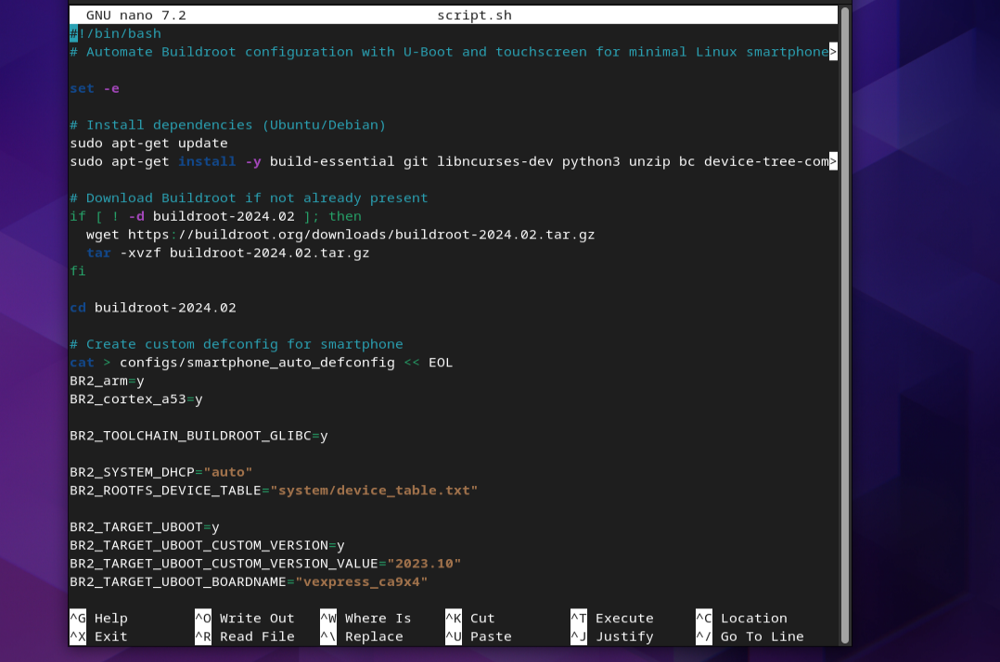 GNU nano 7.2 script.sh
#!/bin/bash
# Automate Buildroot configuration with U-Boot and touchscreen for minimal Linux smartphone>
set -e
# Install dependencies (Ubuntu/Debian)
sudo apt-get update
sudo apt-get install -y build-essential git libncurses-dev python3 unzip bc device-tree-com>
# Download Buildroot if not already present
if [ ! -d buildroot-2024.02 ]; then
  wget https://buildroot.org/downloads/buildroot-2024.02.tar.gz
  tar -xvzf buildroot-2024.02.tar.gz
fi
cd buildroot-2024.02
# Create custom defconfig for smartphone
cat > configs/smartphone_auto_defconfig << EOL
BR2_arm=y
BR2_cortex_a53=y
BR2_TOOLCHAIN_BUILDROOT_GLIBC=y
BR2_SYSTEM_DHCP="auto"
BR2_ROOTFS_DEVICE_TABLE="system/device_table.txt"
BR2_TARGET_UBOOT=y
BR2_TARGET_UBOOT_CUSTOM_VERSION=y
BR2_TARGET_UBOOT_CUSTOM_VERSION_VALUE="2023.10"
BR2_TARGET_UBOOT_BOARDNAME="vexpress_ca9x4"
^G Help ^O Write Out ^W Where Is ^K Cut ^T Execute ^C Location
^X Exit ^R Read File ^\ Replace ^U Paste ^J Justify ^/ Go To Line